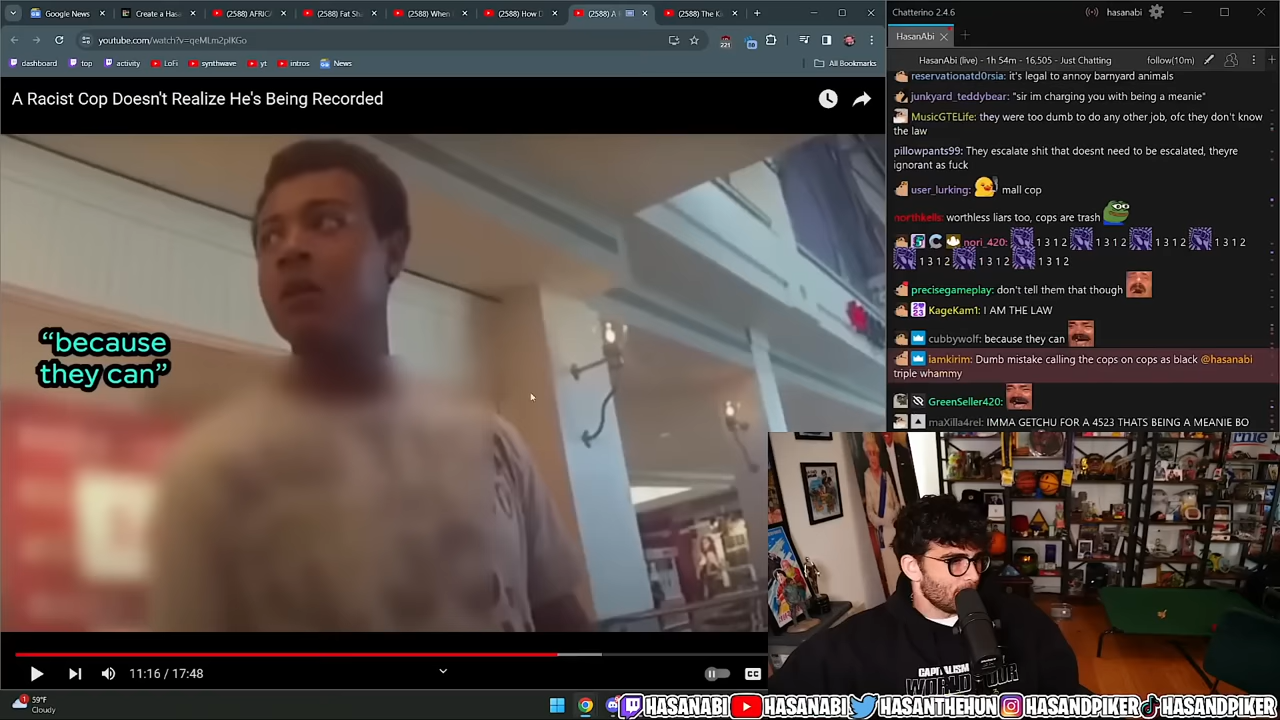 Google News
Create a Hasa
(2588) AFRIC
(2588) Fat Sh
(2588) When
(2588) How D
(2588) A
(2588) The Ki
youtube.com/watch?v=qeMLm2plKGo
221
dashboard
top
activity
LoFi
synthwave
yt
intros
News
All Bookmarks
A Racist Cop Doesn't Realize He's Being Recorded
“because
they can”
11:16 / 17:48
CC
59°F
Cloudy
Chatterino 2.4.6
hasanabi
HasanAbi
HasanAbi (live) - 1h 54m - 16,505 - Just Chatting
follow(10m)
reservationatd0rsia: it's legal to annoy barnyard animals
junkyard_teddybear: "sir im charging you with being a meanie"
MusicGTELife: they were too dumb to do any other job, ofc they don't know
the law
pillowpants99: They escalate shit that doesnt need to be escalated, theyre
ignorant as fuck
user_lurking: mall cop
northkells: worthless liars too, cops are trash
nori_420: 1 3 1 2 1 3 1 2 1 3 1 2 1 3 1 2
1 3 1 2 1 3 1 2 1 3 1 2
precisegameplay: don't tell them that though
KageKam1: I AM THE LAW
cubbywolf: because they can
iamkirim: Dumb mistake calling the cops on cops as black @hasanabi
triple whammy
GreenSeller420:
maXilla4rel: IMMA GETCHU FOR A 4523 THATS BEING A MEANIE BO
CAPITALISM
WORLD TOUR
HASANABI
HASANABI
HASANTHEHUN
HASANDPIKER
HASANDPIKER